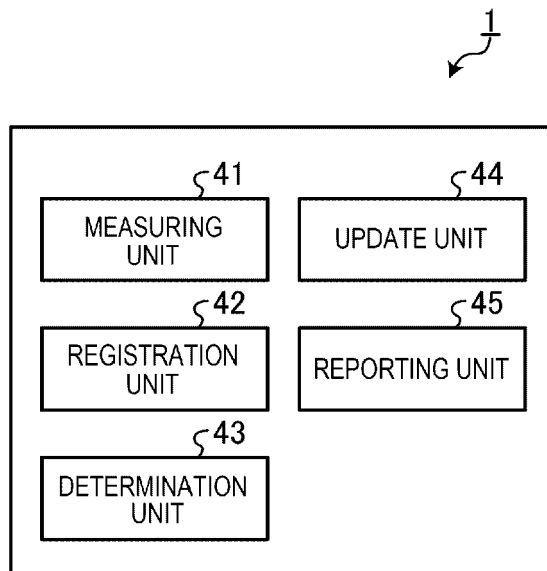 1
41
MEASURING
UNIT
44
UPDATE UNIT
42
REGISTRATION
UNIT
45
REPORTING UNIT
43
DETERMINATION
UNIT